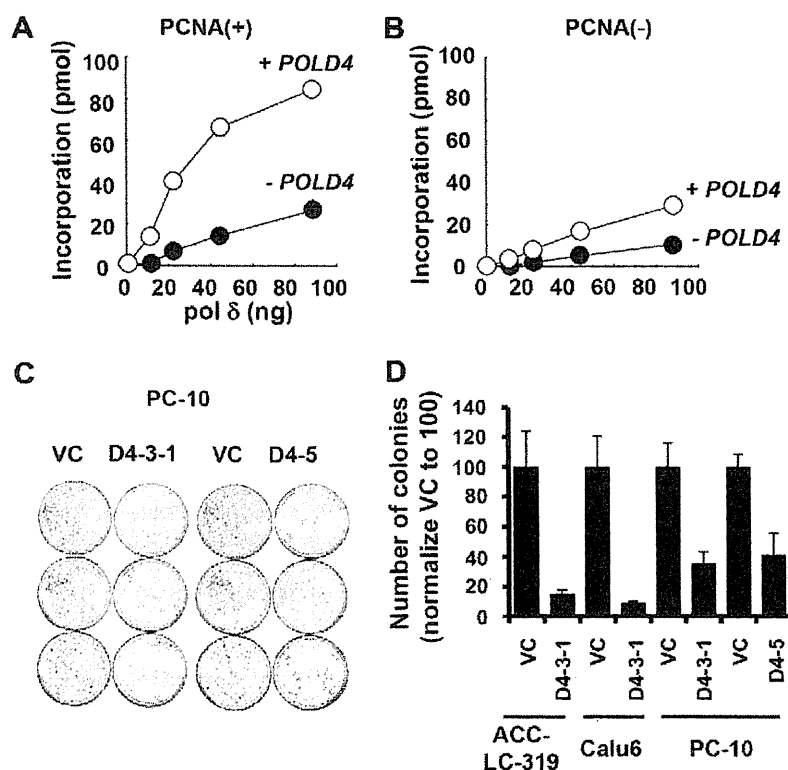 A
PCNA(+)
Incorporation (pmol)
100
80
60
40
20
0
+ POLD4
- POLD4
0 20 40 60 80 100
pol δ (ng)
B
PCNA(-)
Incorporation (pmol)
100
80
60
40
20
0
+ POLD4
- POLD4
0 20 40 60 80 100
C
PC-10
VC D4-3-1 VC D4-5
D
Number of colonies
(normalize VC to 100)
140
120
100
80
60
40
20
0
VC D4-3-1 VC D4-3-1 VC D4-3-1 VC D4-5
ACC-
LC-319
Calu6
PC-10